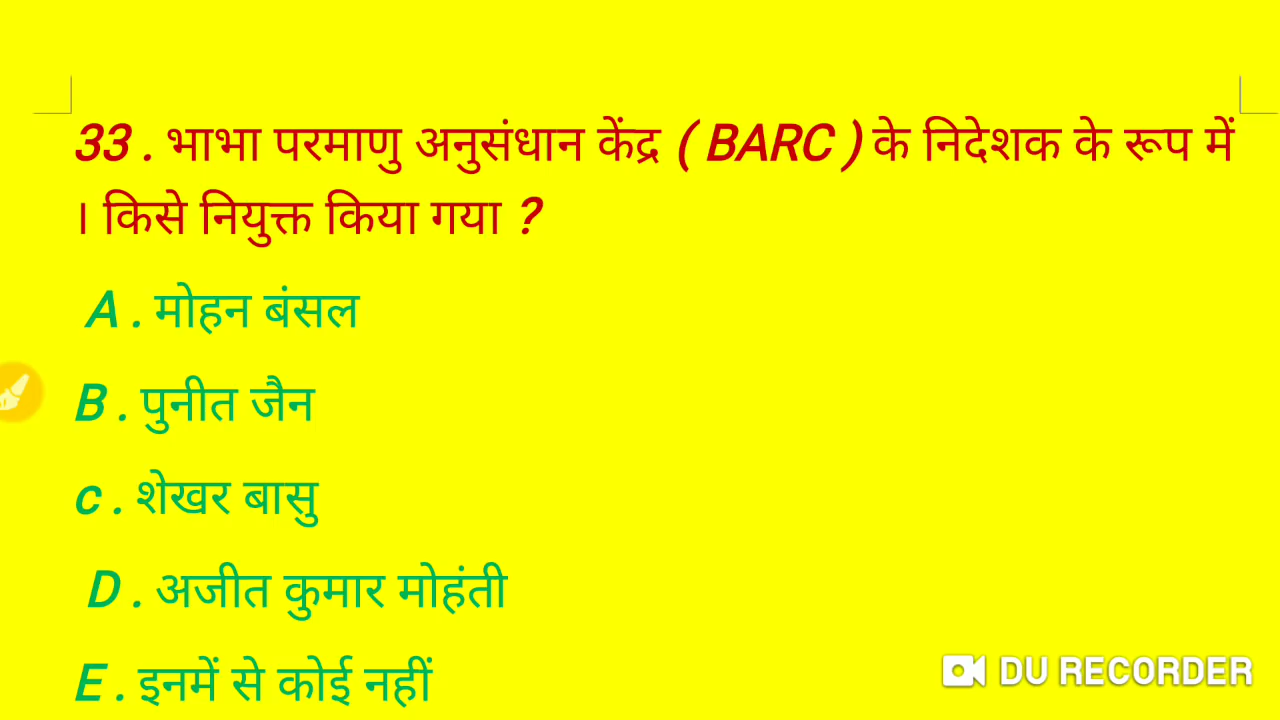 33 . भाभा परमाणु अनुसंधान केंद्र ( BARC ) के निदेशक के रूप में
। किसे नियुक्त किया गया ?
A . मोहन बंसल
B . पुनीत जैन
c . शेखर बासु
D . अजीत कुमार मोहंती
E . इनमें से कोई नहीं
DU RECORDER